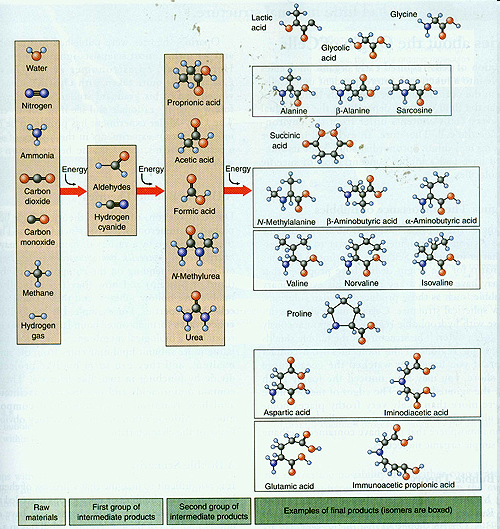 Lactic
acid
Glycine
Glycolic
acid
Water
Nitrogen
Ammonia
Carbon
dioxide
Carbon
monoxide
Methane
Hydrogen
gas
Energy
Aldehydes
Hydrogen
cyanide
Energy
Proprionic acid
Acetic acid
Formic acid
N-Methylurea
Urea
Energy
Alanine
β-Alanine
Sarcosine
Succinic
acid
N-Methylalanine
β-Aminobutyric acid
α-Aminobutyric acid
Valine
Norvaline
Isovaline
Proline
Aspartic acid
Iminodiacetic acid
Glutamic acid
Immunoacetic propionic acid
Raw
materials
First group of
intermediate products
Second group of
intermediate products
Examples of final products (isomers are boxed)